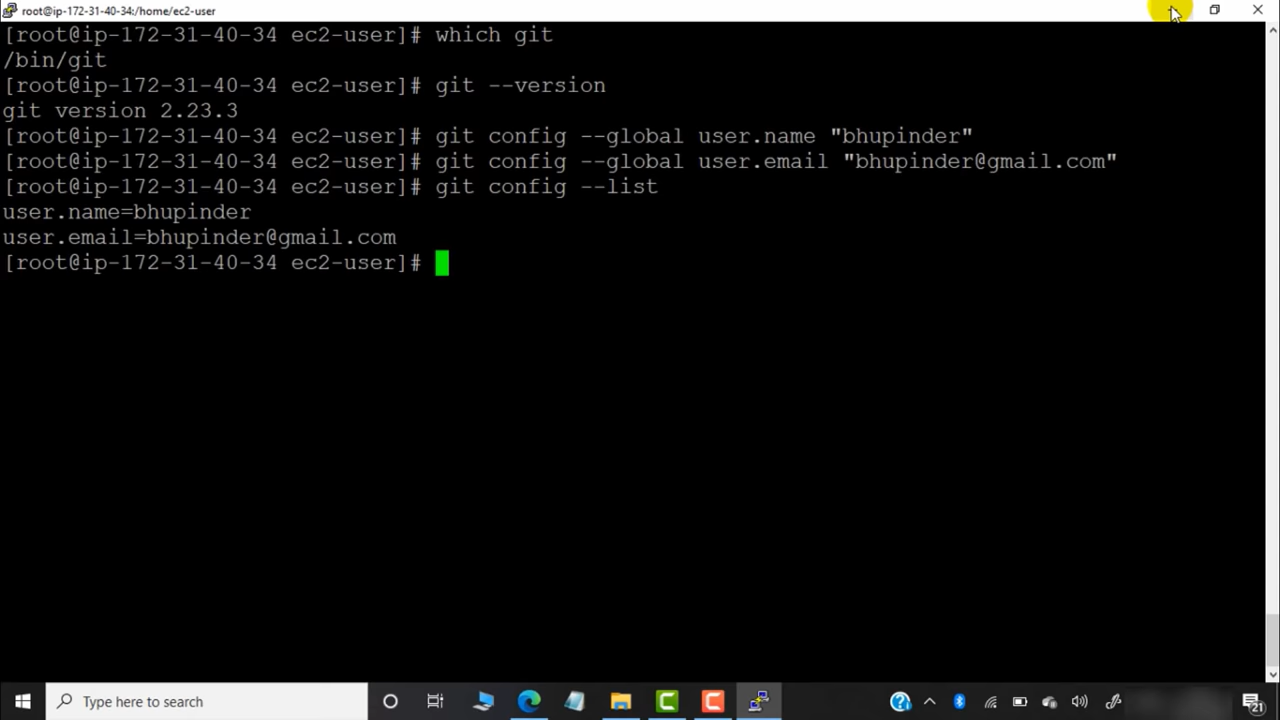 root@ip-172-31-40-34:/home/ec2-user
[root@ip-172-31-40-34 ec2-user]# which git
/bin/git
[root@ip-172-31-40-34 ec2-user]# git --version
git version 2.23.3
[root@ip-172-31-40-34 ec2-user]# git config --global user.name "bhupinder"
[root@ip-172-31-40-34 ec2-user]# git config --global user.email "bhupinder@gmail.com"
[root@ip-172-31-40-34 ec2-user]# git config --list
user.name=bhupinder
user.email=bhupinder@gmail.com
[root@ip-172-31-40-34 ec2-user]#
Type here to search
21